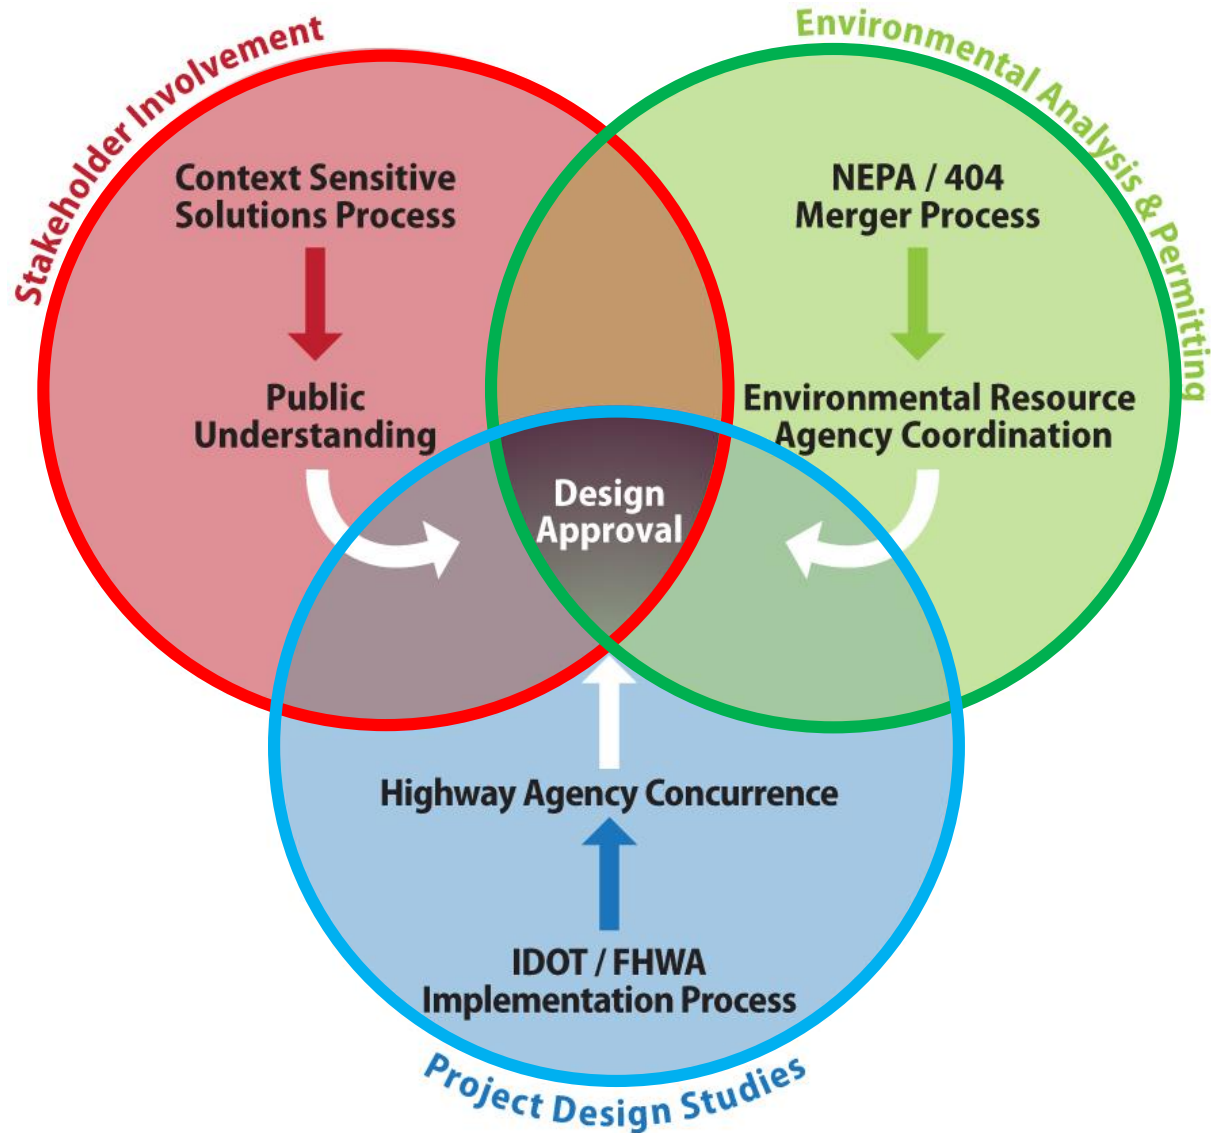 Stakeholder Involvement
Environmental Analysis & Permitting
Context Sensitive
Solutions Process
NEPA / 404
Merger Process
Public
Understanding
Environmental Resource
Agency Coordination
Design
Approval
Highway Agency Concurrence
IDOT / FHWA
Implementation Process
Project Design Studies